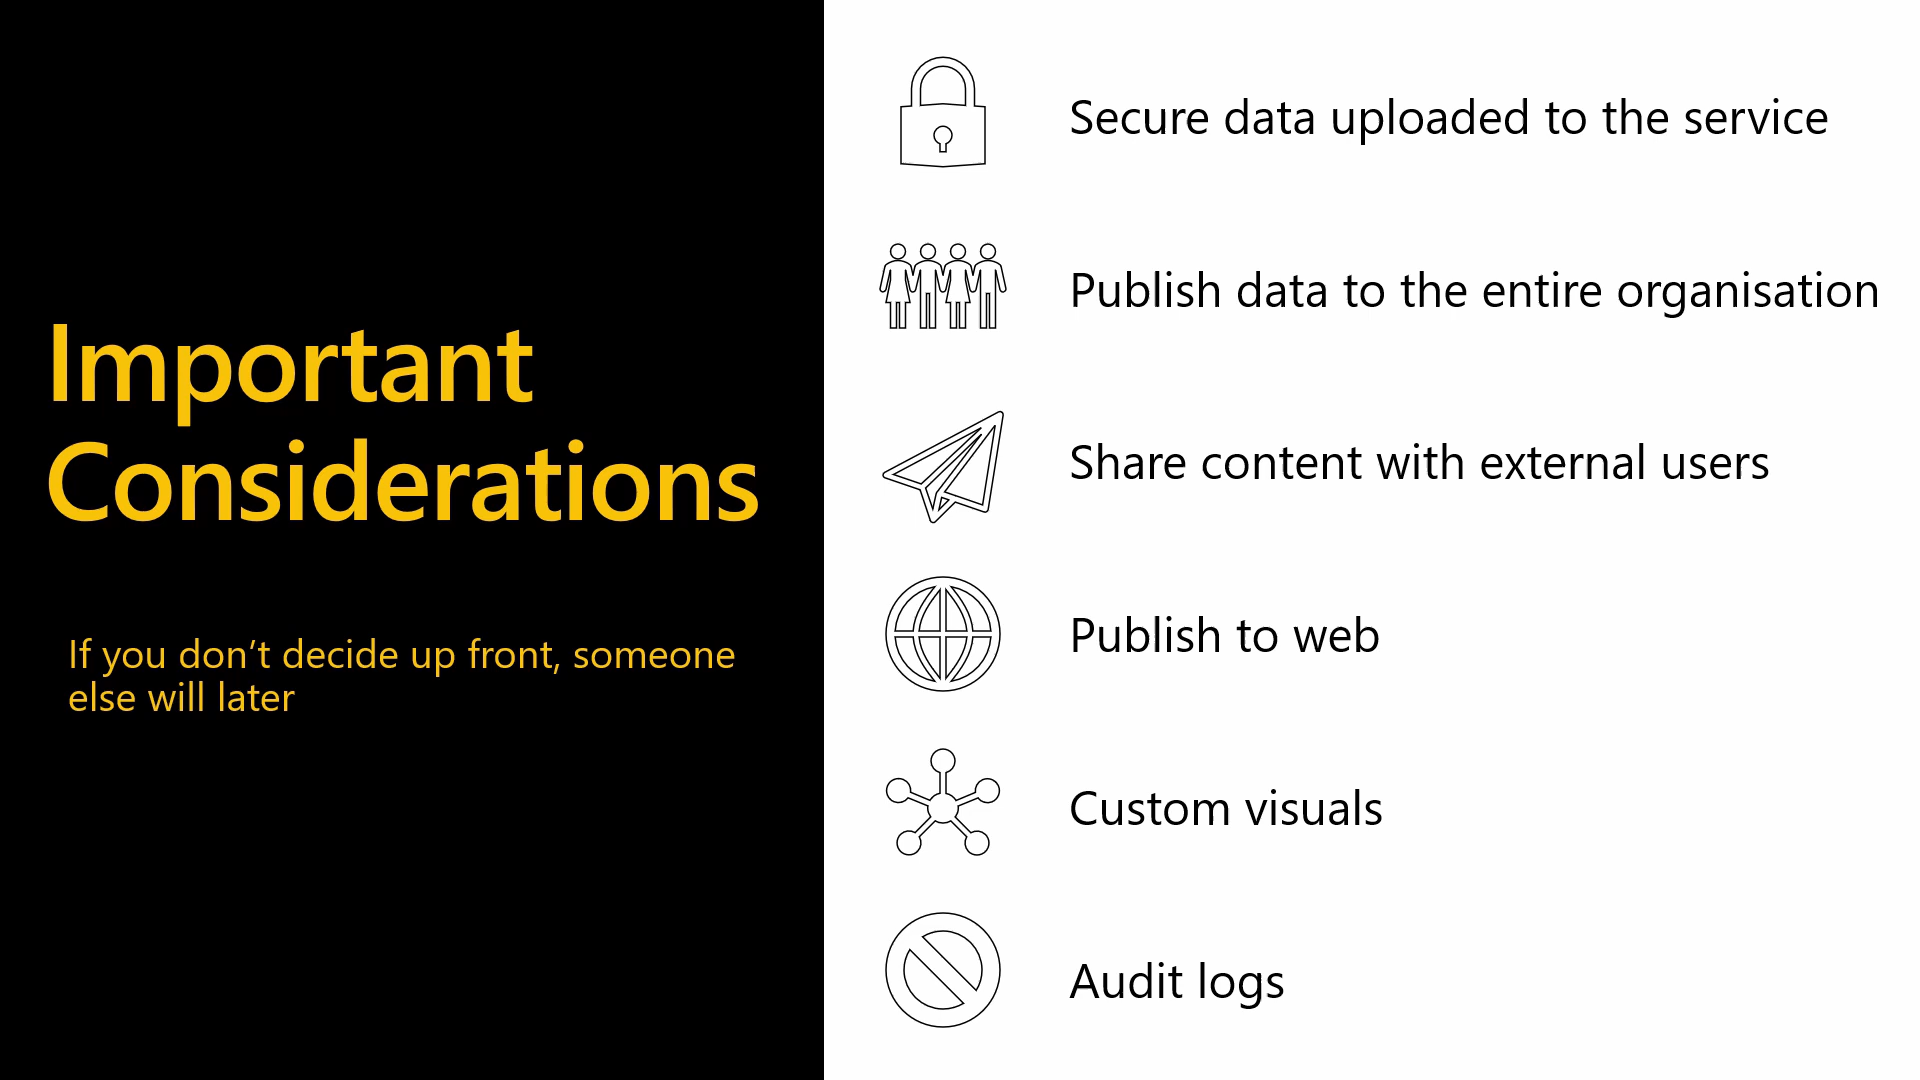 Important
Considerations
If you don’t decide up front, someone
else will later
Secure data uploaded to the service
Publish data to the entire organisation
Share content with external users
Publish to web
Custom visuals
Audit logs